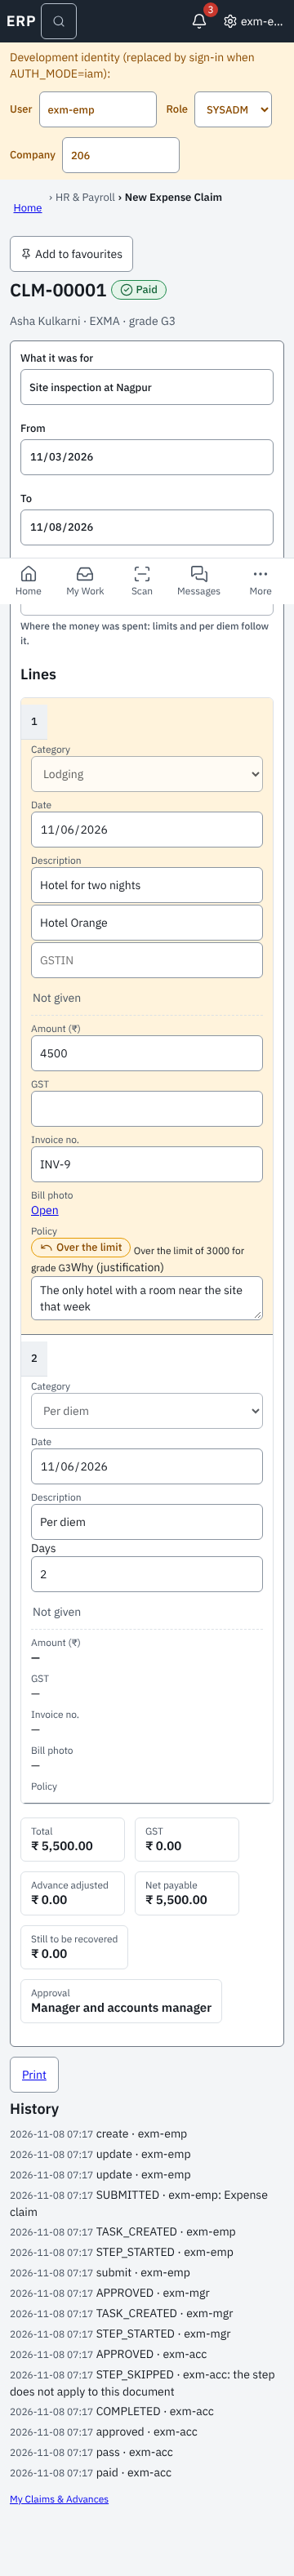 ERP
3
exm-e...
Development identity (replaced by sign-in when
AUTH_MODE=iam):
User exm-emp Role SYSADM
Company 206
Home › HR & Payroll › New Expense Claim
Add to favourites
CLM-00001 Paid
Asha Kulkarni · EXMA · grade G3
What it was for
Site inspection at Nagpur
From
11/03/2026
To
11/08/2026
Home My Work Scan Messages More
Where the money was spent: limits and per diem follow
it.
Lines
1
Category
Lodging
Date
11/06/2026
Description
Hotel for two nights
Hotel Orange
GSTIN
Not given
Amount (₹)
4500
GST
Invoice no.
INV-9
Bill photo
Open
Policy
Over the limit Over the limit of 3000 for
grade G3Why (justification)
The only hotel with a room near the site
that week
2
Category
Per diem
Date
11/06/2026
Description
Per diem
Days
2
Not given
Amount (₹)
—
GST
—
Invoice no.
—
Bill photo
—
Policy
Total GST
₹ 5,500.00 ₹ 0.00
Advance adjusted Net payable
₹ 0.00 ₹ 5,500.00
Still to be recovered
₹ 0.00
Approval
Manager and accounts manager
Print
History
2026-11-08 07:17 create · exm-emp
2026-11-08 07:17 update · exm-emp
2026-11-08 07:17 update · exm-emp
2026-11-08 07:17 SUBMITTED · exm-emp: Expense
claim
2026-11-08 07:17 TASK_CREATED · exm-emp
2026-11-08 07:17 STEP_STARTED · exm-emp
2026-11-08 07:17 submit · exm-emp
2026-11-08 07:17 APPROVED · exm-mgr
2026-11-08 07:17 TASK_CREATED · exm-mgr
2026-11-08 07:17 STEP_STARTED · exm-mgr
2026-11-08 07:17 APPROVED · exm-acc
2026-11-08 07:17 STEP_SKIPPED · exm-acc: the step
does not apply to this document
2026-11-08 07:17 COMPLETED · exm-acc
2026-11-08 07:17 approved · exm-acc
2026-11-08 07:17 pass · exm-acc
2026-11-08 07:17 paid · exm-acc
My Claims & Advances